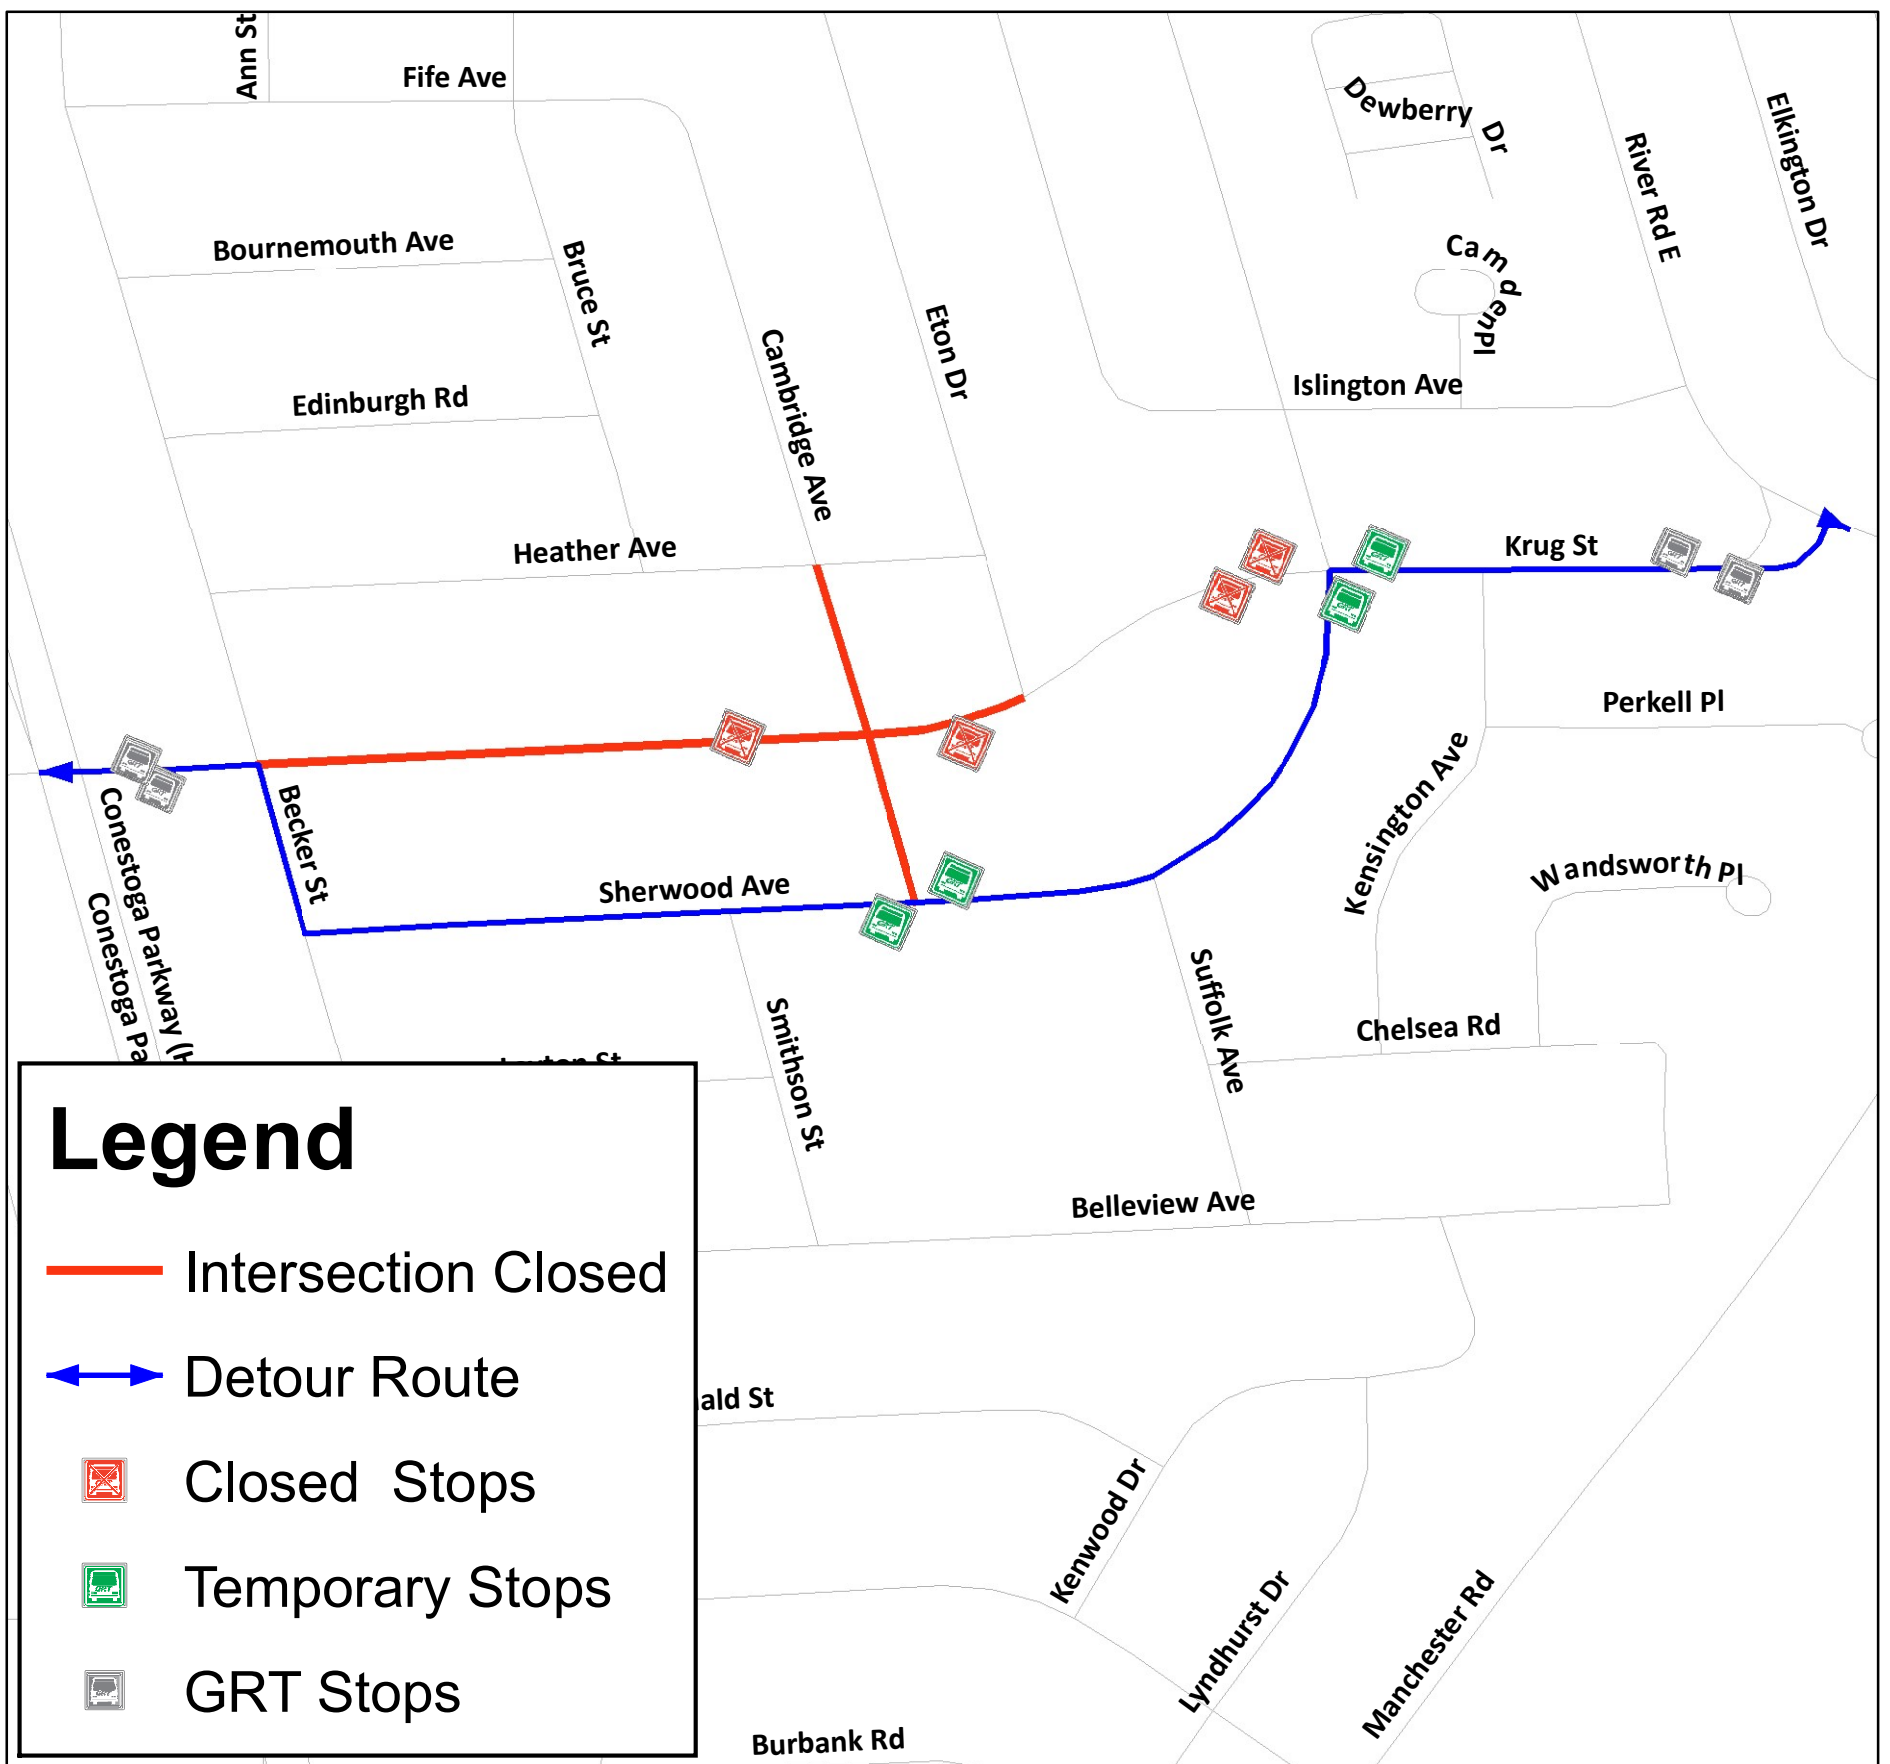 Ann St
Fife Ave
Dewberry Dr
River Rd E
Elkington Dr
Bournemouth Ave
Bruce St
Camden Pl
Cambridge Ave
Eton Dr
Islington Ave
Edinburgh Rd
Heather Ave
Krug St
Perkell Pl
Kensington Ave
Becker St
Conestoga Parkway (H
Conestoga Pa
Sherwood Ave
Wandsworth Pl
Suffolk Ave
Smithson St
Chelsea Rd
Belleview Ave
ald St
Kenwood Dr
Lyndhurst Dr
Manchester Rd
Burbank Rd
Legend
Intersection Closed
Detour Route
Closed Stops
Temporary Stops
GRT Stops